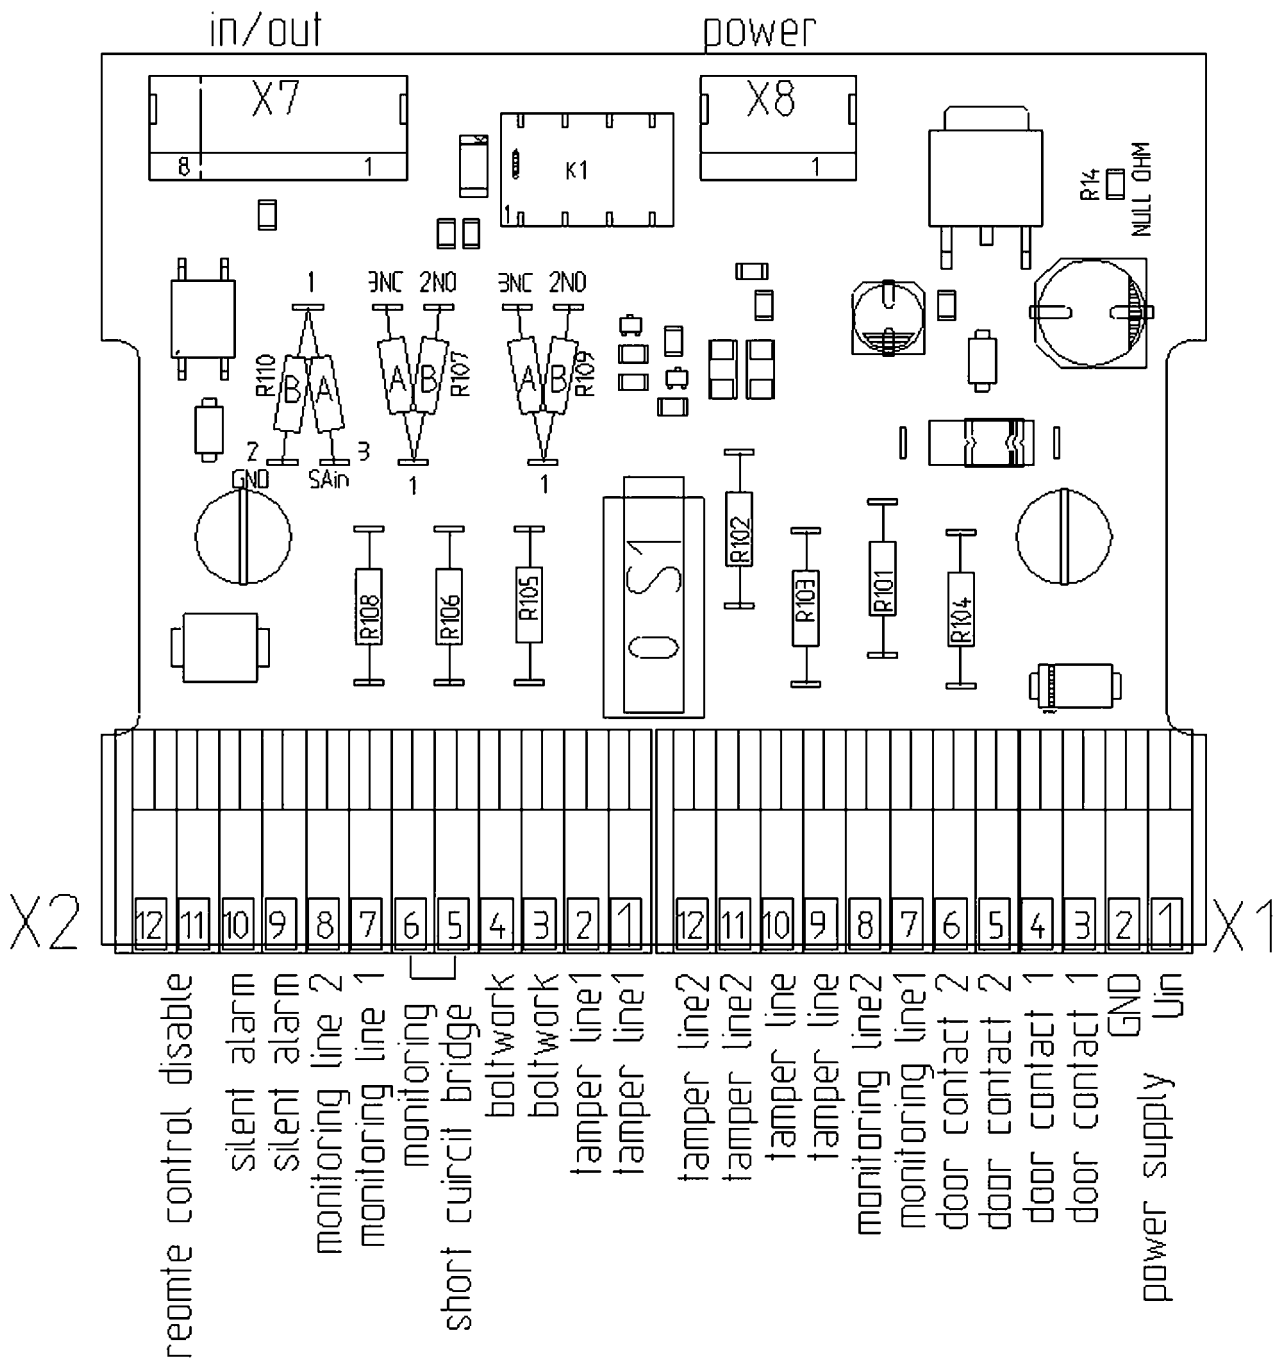 in/out
power
X7
8
1
K1
1
X8
1
R14
NULL OHM
1
3NC
2NO
3NC
2NO
R110
B
A
A
B
R107
A
B
R109
2
GND
3
SAin
1
1
R108
R106
R105
0 S1
R102
R103
R101
R104
X2
12
11
10
9
8
7
6
5
4
3
2
1
12
11
10
9
8
7
6
5
4
3
2
1
X1
reomte control disable
silent alarm
silent alarm
monitoring line 2
monitoring line 1
monitoring
short cuircit bridge
boltwork
boltwork
tamper line1
tamper line1
tamper line2
tamper line2
tamper line
tamper line
monitoring line2
monitoring line1
door contact 2
door contact 2
door contact 1
door contact 1
GND
Uin
power supply